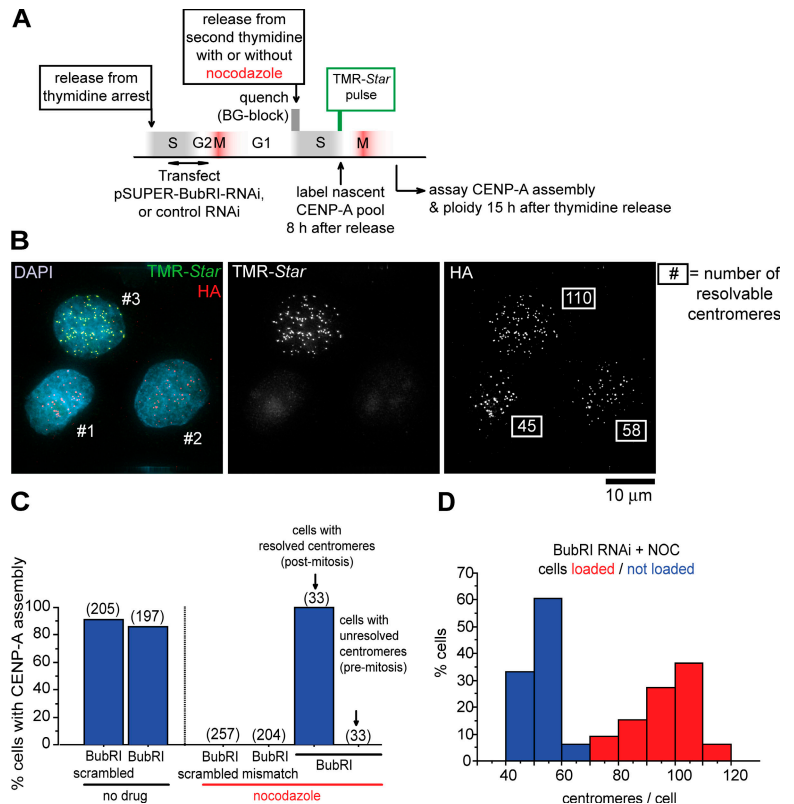 A
release from
thymidine arrest
release from
second thymidine
with or without
nocodazole
quench
(BG-block)
TMR-Star
pulse
S G2 M G1 S M
Transfect
pSUPER-BubRI-RNAi,
or control RNAi
label nascent
CENP-A pool
8 h after release
assay CENP-A assembly
& ploidy 15 h after thymidine release
B
DAPI TMR-Star
HA
#3
#1
#2
TMR-Star
HA
110
45
58
# = number of
resolvable
centromeres
10 μm
C
% cells with CENP-A assembly
100
80
60
40
20
0
(205)
(197)
(257)
(204)
(33)
(33)
cells with
resolved centromeres
(post-mitosis)
cells with
unresolved
centromeres
(pre-mitosis)
BubRI
scrambled
BubRI
BubRI
scrambled
BubRI
mismatch
BubRI
no drug
nocodazole
D
BubRI RNAi + NOC
cells loaded / not loaded
% cells
70
60
50
40
30
20
10
0
40 60 80 100 120
centromeres / cell